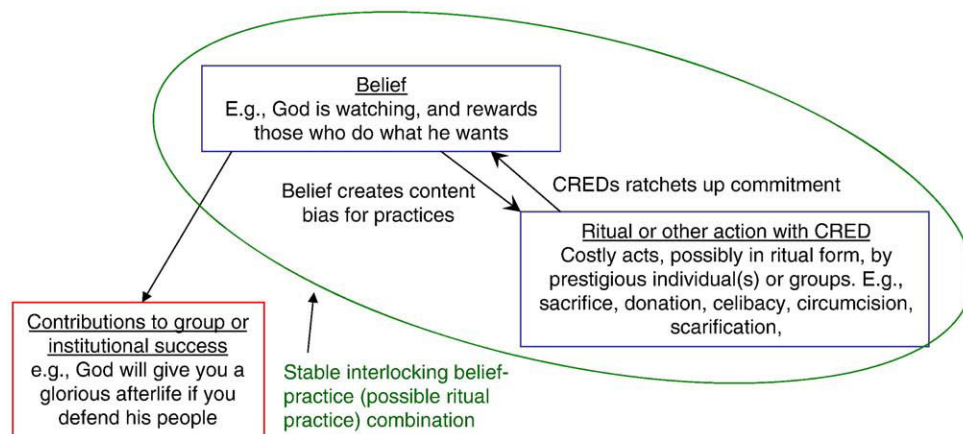 Belief
E.g., God is watching, and rewards
those who do what he wants
Belief creates content
bias for practices
CREDs ratchets up commitment
Ritual or other action with CRED
Costly acts, possibly in ritual form, by
prestigious individual(s) or groups. E.g.,
sacrifice, donation, celibacy, circumcision,
scarification,
Contributions to group or
institutional success
e.g., God will give you a
glorious afterlife if you
defend his people
Stable interlocking belief-
practice (possible ritual
practice) combination